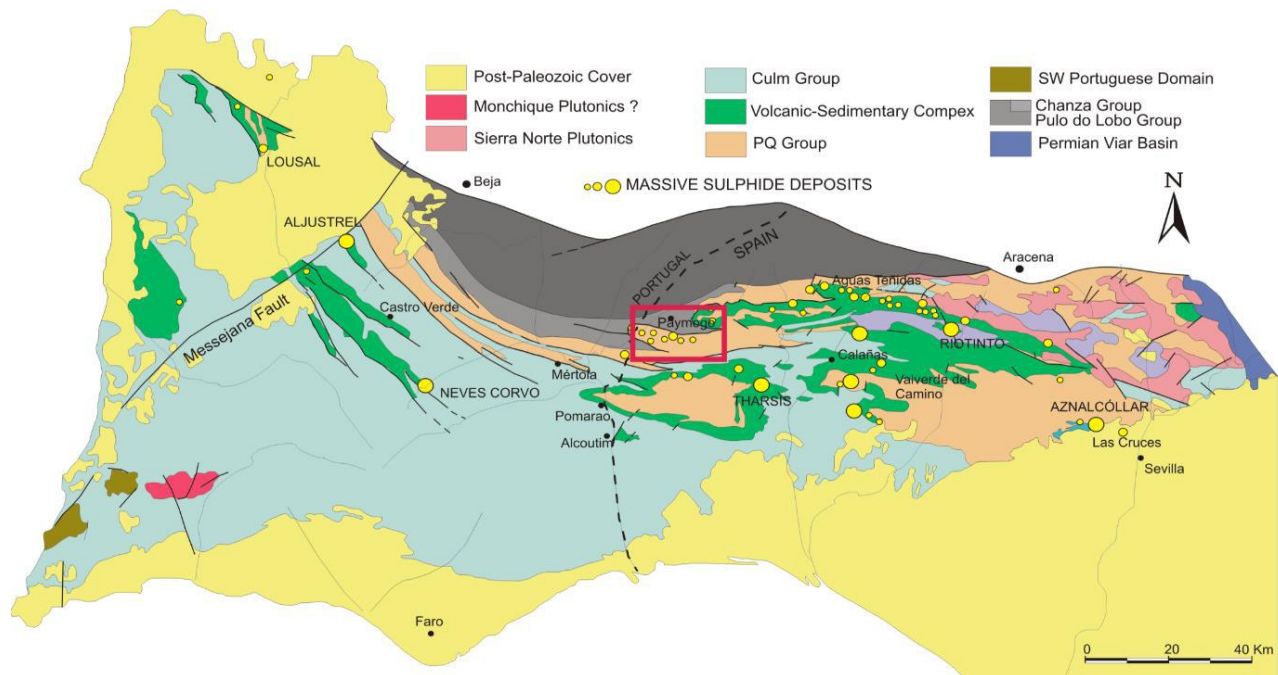 Post-Paleozoic Cover
Monchique Plutonics ?
Sierra Norte Plutonics
Culm Group
Volcanic-Sedimentary Compex
PQ Group
SW Portuguese Domain
Chanza Group
Pulo do Lobo Group
Permian Viar Basin
MASSIVE SULPHIDE DEPOSITS
N
LOUSAL
Beja
ALJUSTREL
PORTUGAL
SPAIN
Aracena
Aguas Teñidas
Messejana Fault
Castro Verde
Paymogo
RIOTINTO
Calañas
Mértola
NEVES CORVO
THARSIS
Valverde del
Camino
Pomarao
AZNALCÓLLAR
Alcoutim
Las Cruces
Sevilla
Faro
0 20 40 Km